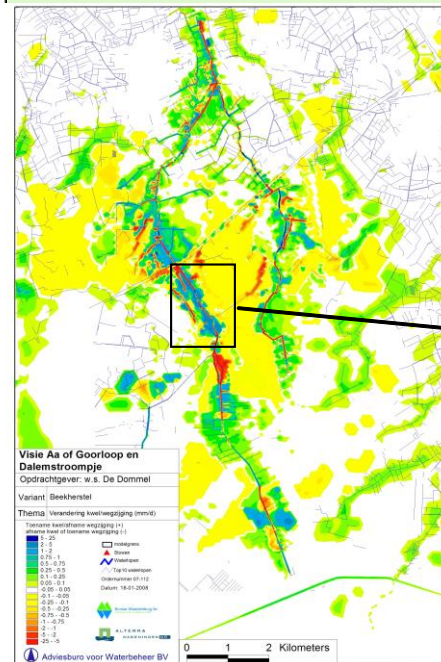 Visie Aa of Goorloop en
Dalemstroompje
Opdrachtgever: w.s. De Dommel
Variant Beekherstel
Thema Verandering kwel/wegzijging (mm/d)
Toename kwel/afname wegzijging (+)
afname kwel of toename wegzijging (-)
5 - 25
2 - 5
1 - 2
0.75 - 1
0.5 - 0.75
0.25 - 0.5
0.1 - 0.25
0.05 - 0.1
-0.05 - 0.05
-0.1 - -0.05
-0.25 - -0.1
-0.5 - -0.25
-0.75 - -0.5
-1 - -0.75
-2 - -1
-5 - -2
-25 - -5
modelgrens
Stuwen
Waterlopen
Top10 waterlopen
Ordernummer 07.112
Datum: 18-01-2008
ALTERRA
WAGENINGEN
Adviesburo voor Waterbeheer BV
0 1 2 Kilometers